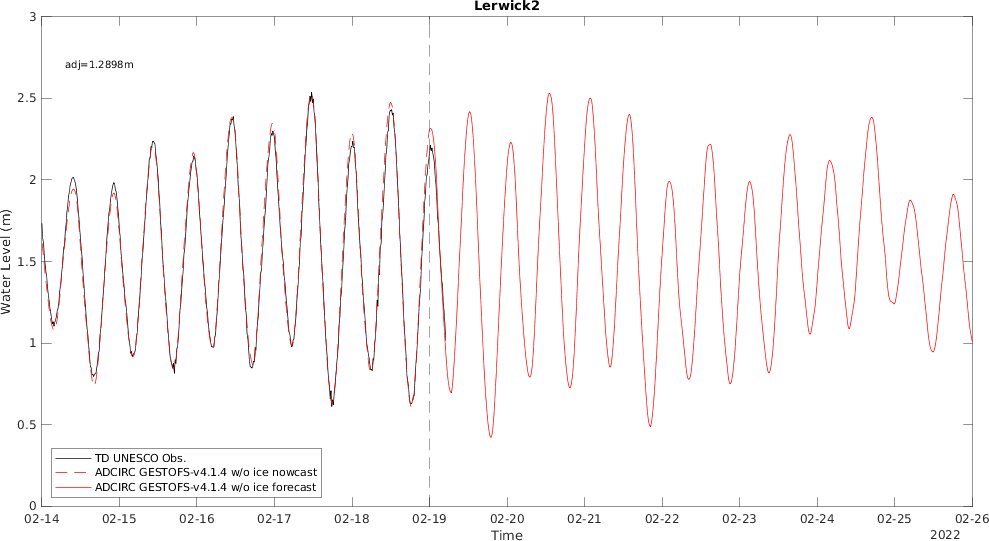 Lerwick2
3
adj=1.2898m
2.5
2
Water Level (m)
1.5
1
0.5
TD UNESCO Obs.
ADCIRC GESTOFS-v4.1.4 w/o ice nowcast
ADCIRC GESTOFS-v4.1.4 w/o ice forecast
0
02-14 02-15 02-16 02-17 02-18 02-19 02-20 02-21 02-22 02-23 02-24 02-25 02-26
Time
2022